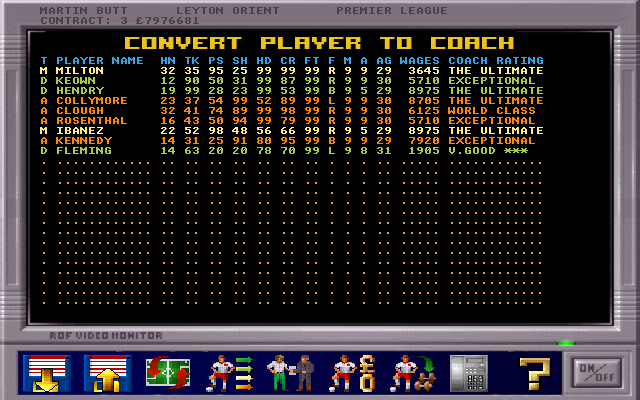 MARTIN BUTT LEYTON ORIENT PREMIER LEAGUE
CONTRACT: 3 £7976681
CONVERT PLAYER TO COACH
T PLAYER NAME HN TK PS SH HD CR FT F M A AG WAGES COACH RATING
M MILTON 32 35 95 25 99 99 99 R 9 9 29 3645 THE ULTIMATE
D KEOWN 12 90 50 31 99 87 99 R 9 9 30 5710 EXCEPTIONAL
D HENDRY 19 99 28 23 99 53 99 B 9 5 29 8975 THE ULTIMATE
A COLLYMORE 23 37 54 99 52 89 99 L 9 9 30 8705 THE ULTIMATE
A CLOUGH 32 41 74 89 99 98 99 R 9 9 30 6125 WORLD CLASS
A ROSENTHAL 16 43 50 94 99 79 99 R 9 9 30 5710 EXCEPTIONAL
M IBANEZ 22 52 98 48 56 66 99 R 9 5 29 8975 THE ULTIMATE
A KENNEDY 14 31 25 91 80 95 99 B 9 9 29 7920 EXCEPTIONAL
D FLEMING 14 63 20 20 78 70 99 L 9 8 31 1905 V.GOOD ***
ROF VIDEO MONITOR
ON/OFF